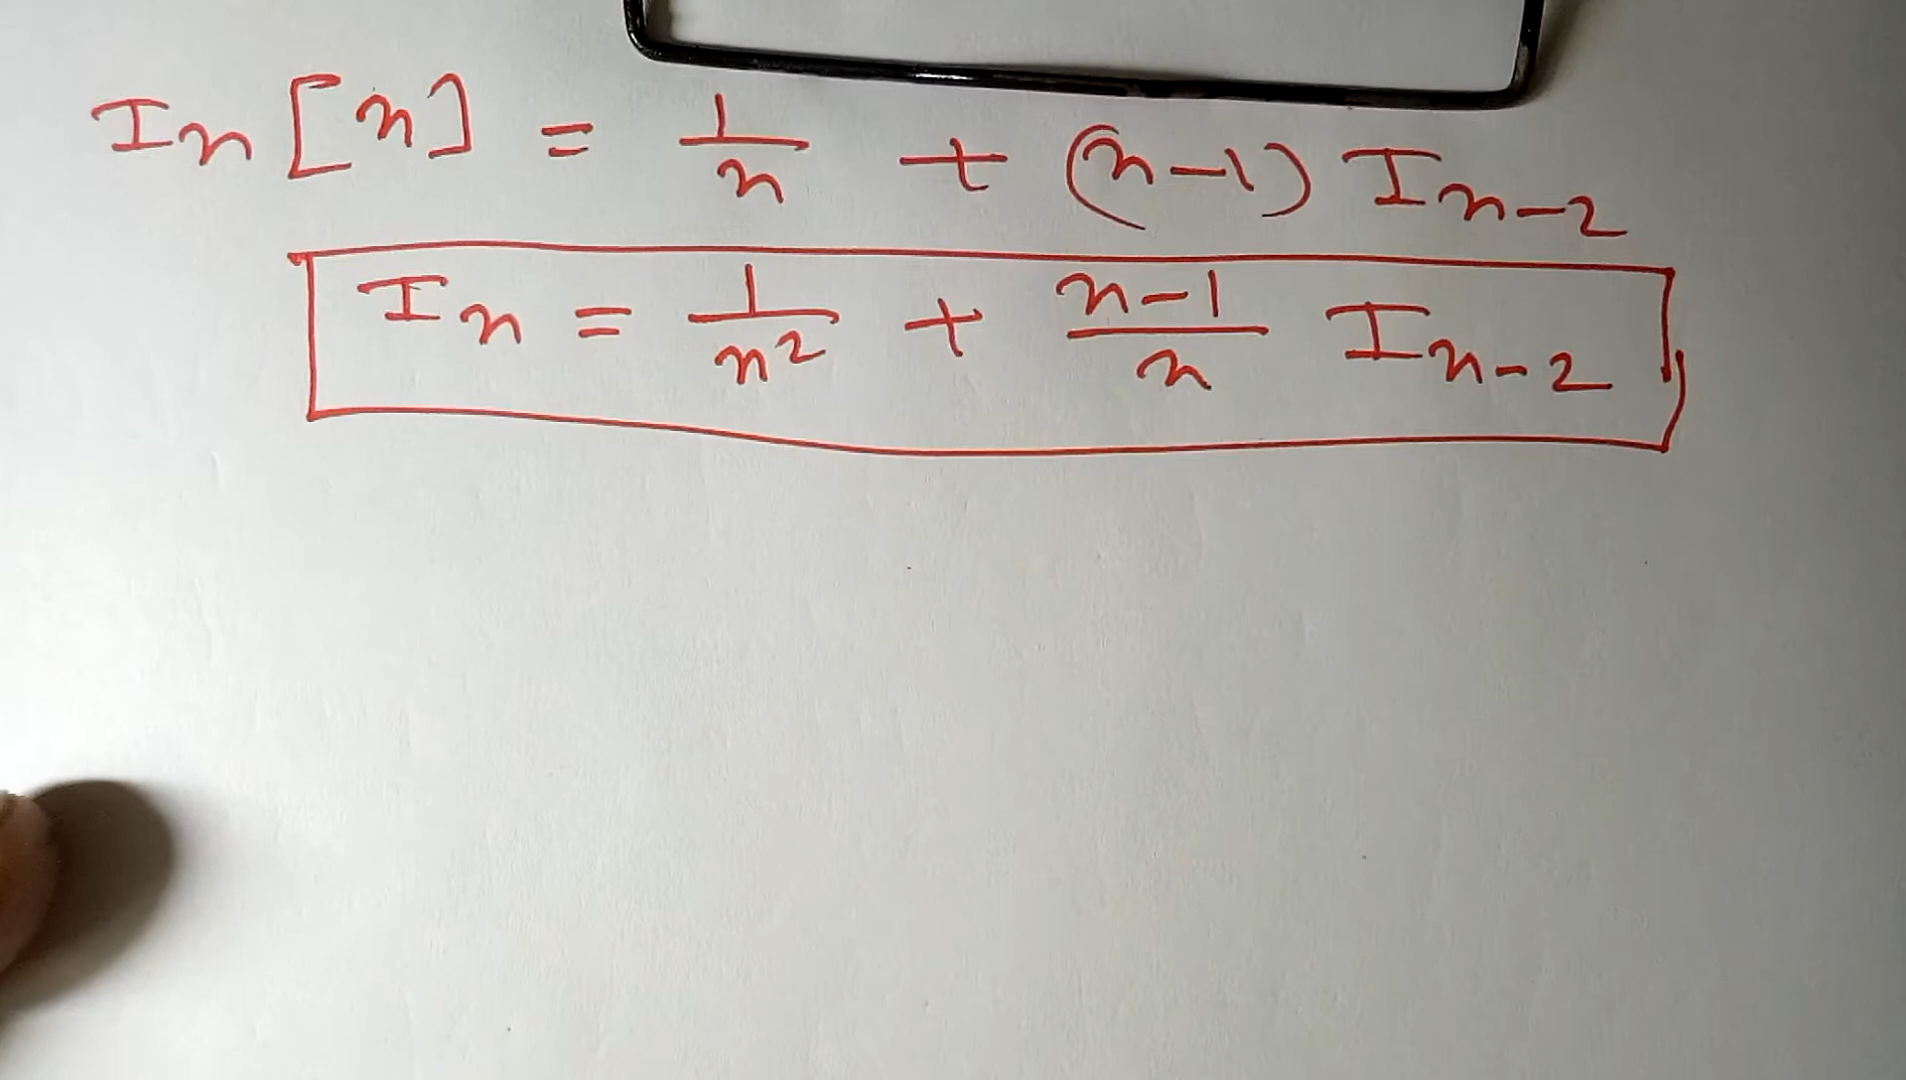 In [n] = 1/n + (n-1) In-2
In = 1/n² + n-1/n In-2